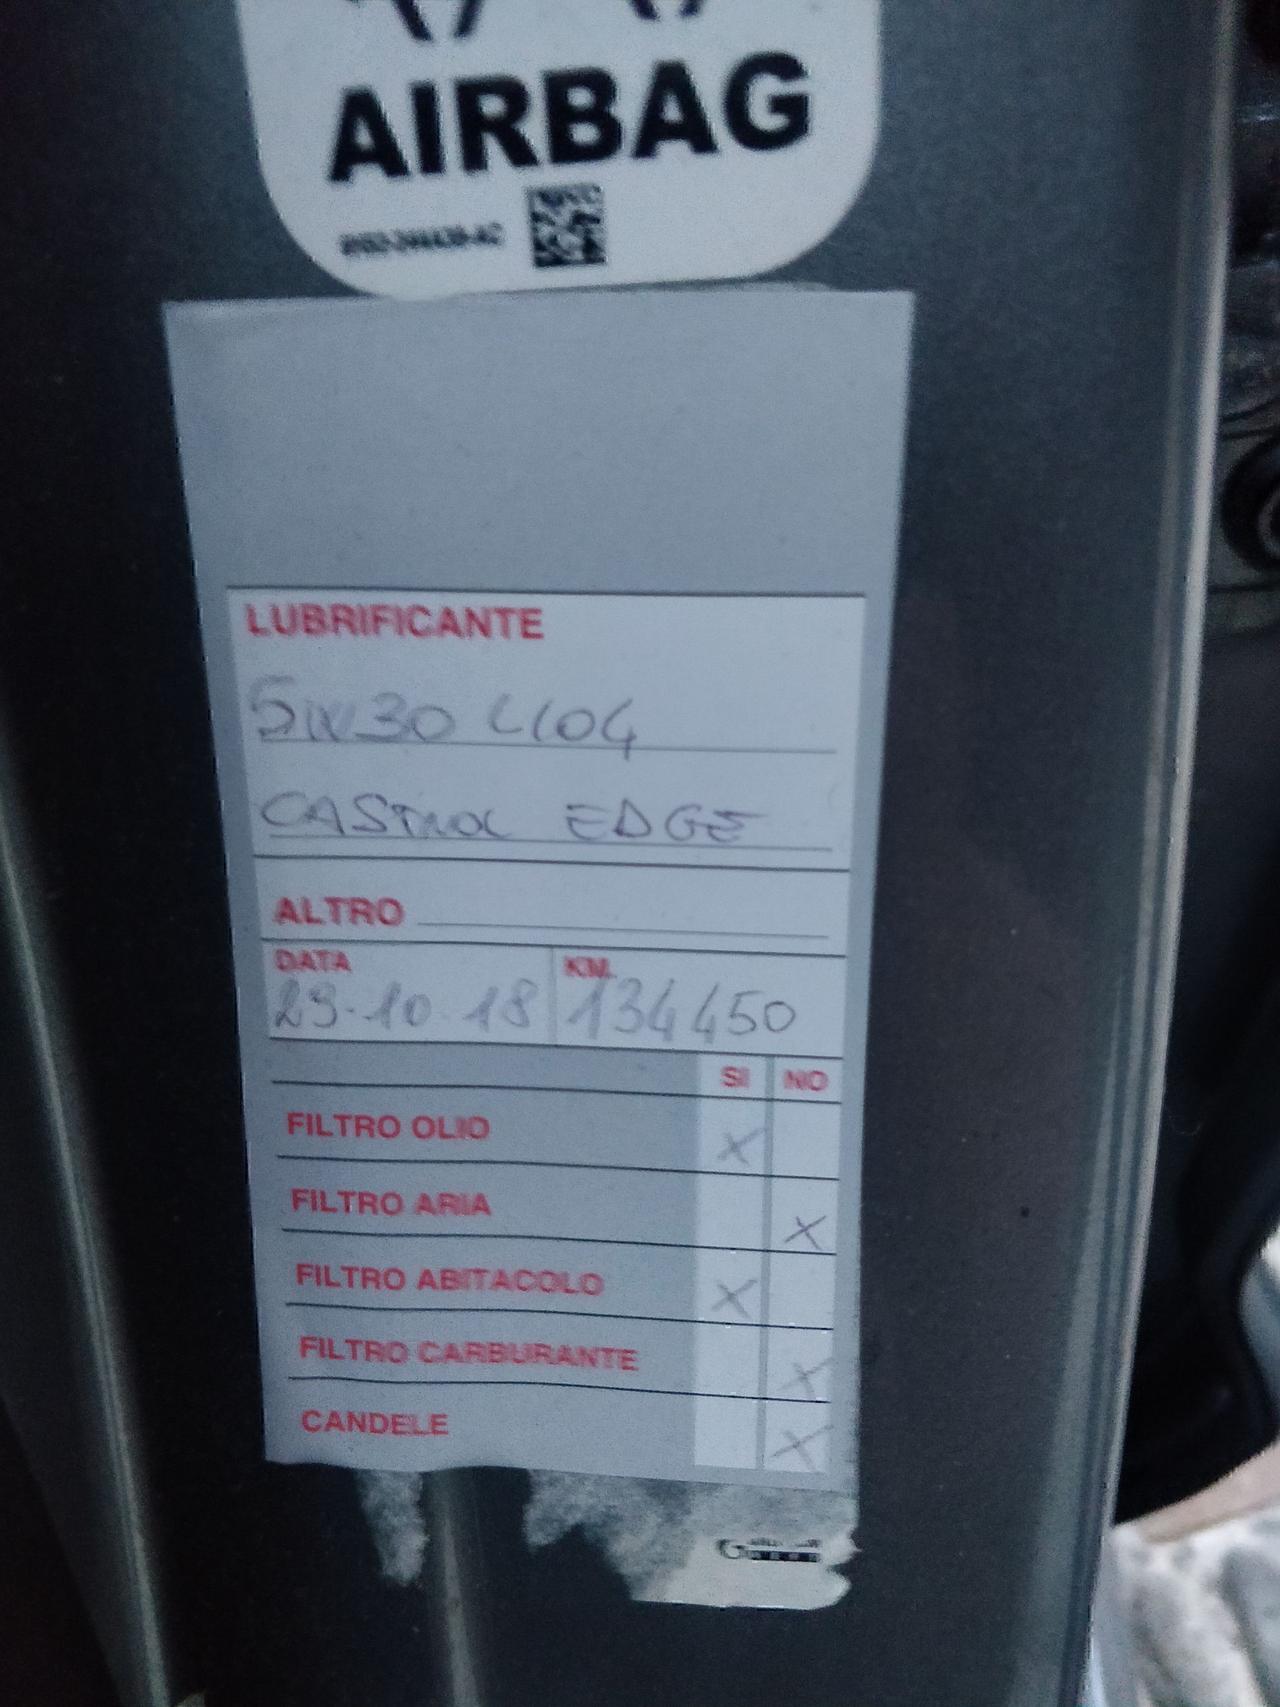 AIRBAG
LUBRIFICANTE
5W30 LL04
CASTROL EDGE
ALTRO
DATA KM.
29-10-18 134450
SI NO
FILTRO OLIO X
FILTRO ARIA X
FILTRO ABITACOLO X
FILTRO CARBURANTE X
CANDELE X